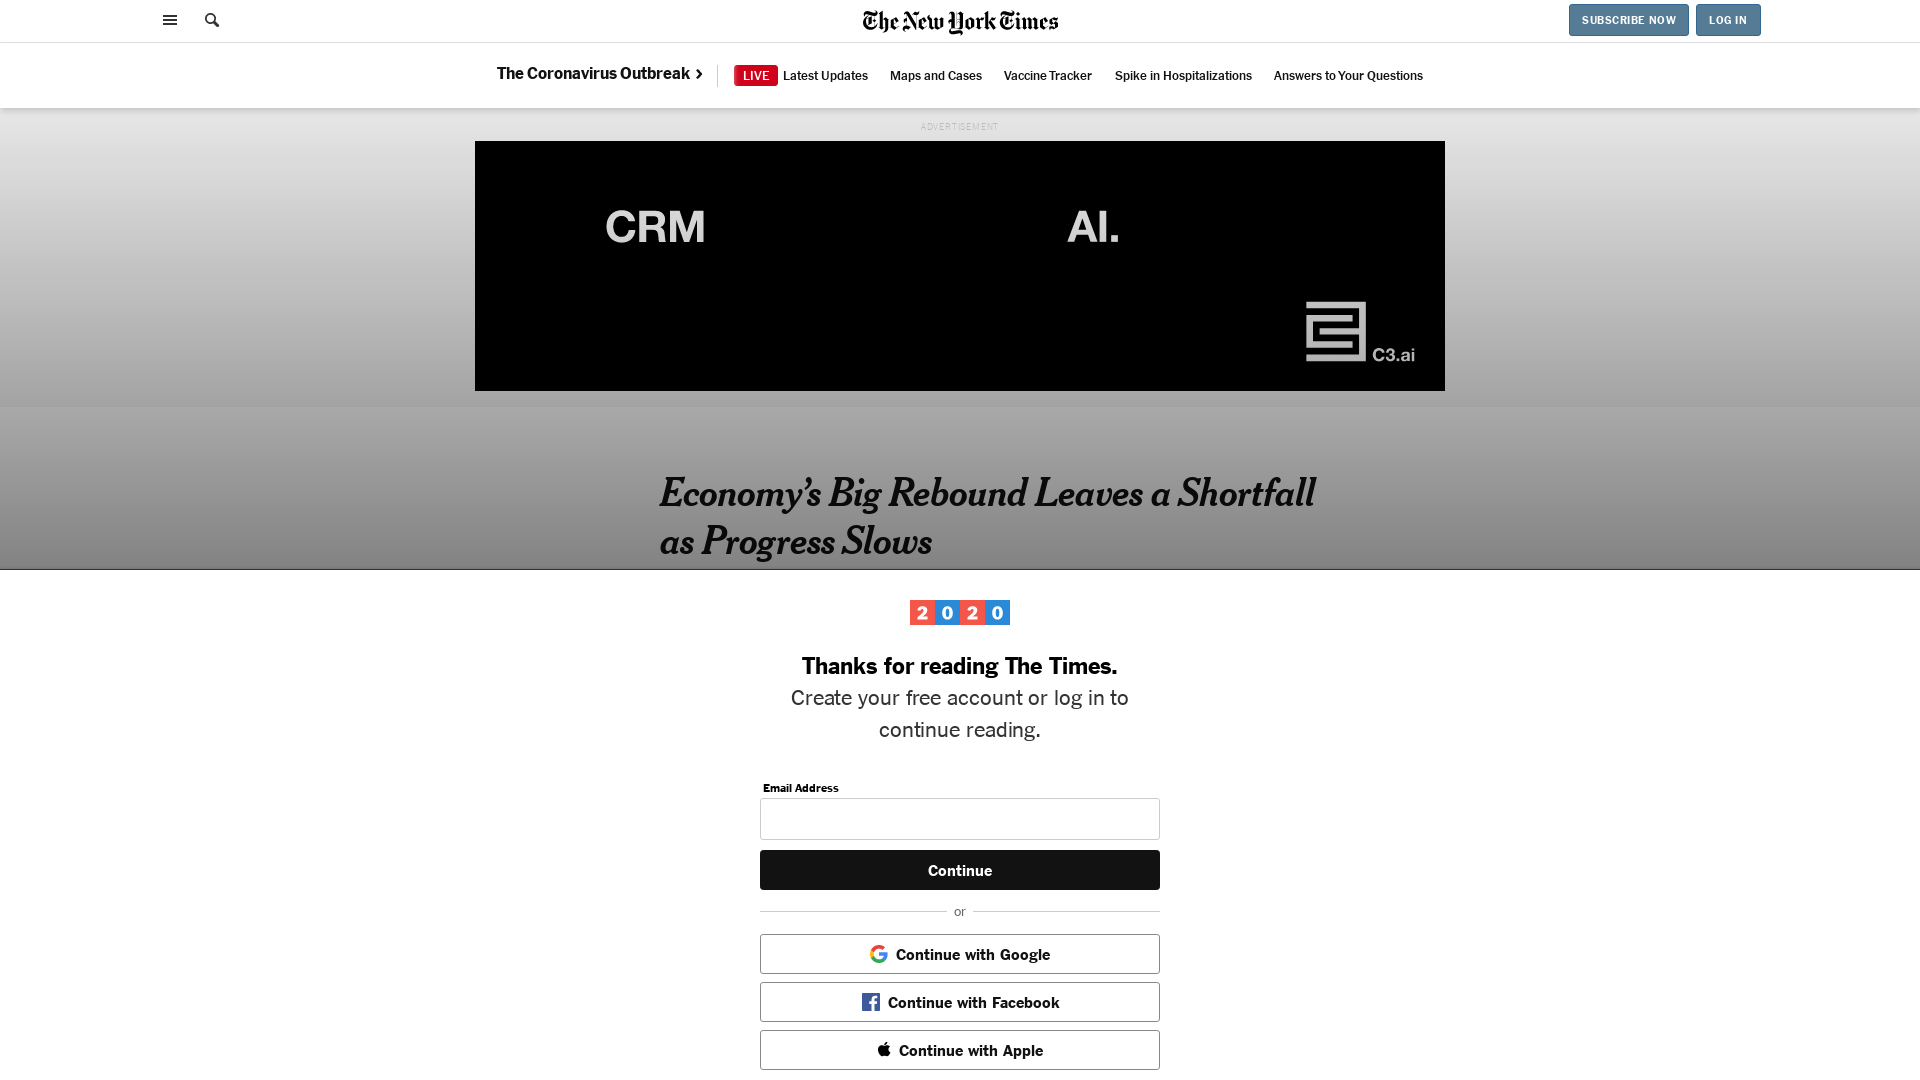 The New York Times
SUBSCRIBE NOW
LOG IN
The Coronavirus Outbreak
LIVE Latest Updates
Maps and Cases
Vaccine Tracker
Spike in Hospitalizations
Answers to Your Questions
ADVERTISEMENT
CRM AI.
C3.ai
Economy’s Big Rebound Leaves a Shortfall
as Progress Slows
2020
Thanks for reading The Times.
Create your free account or log in to
continue reading.
Email Address
Continue
or
Continue with Google
Continue with Facebook
Continue with Apple